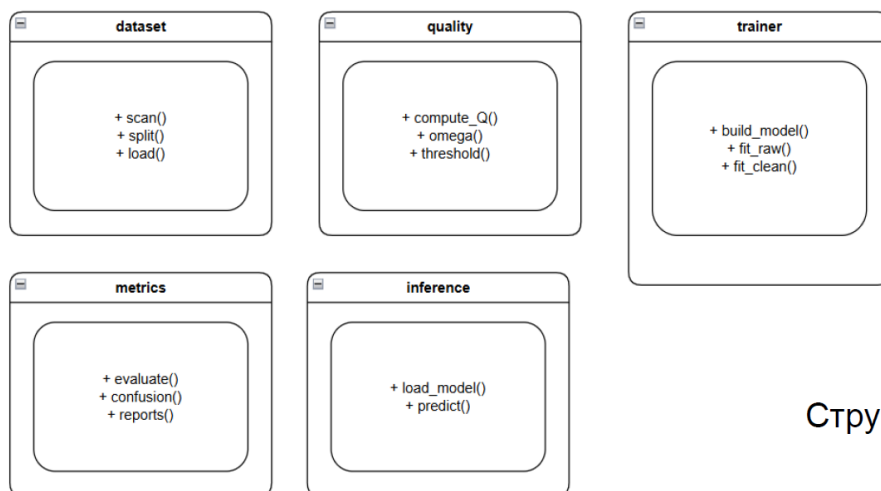 dataset
+ scan()
+ split()
+ load()
quality
+ compute_Q()
+ omega()
+ threshold()
trainer
+ build_model()
+ fit_raw()
+ fit_clean()
metrics
+ evaluate()
+ confusion()
+ reports()
inference
+ load_model()
+ predict()
Стру